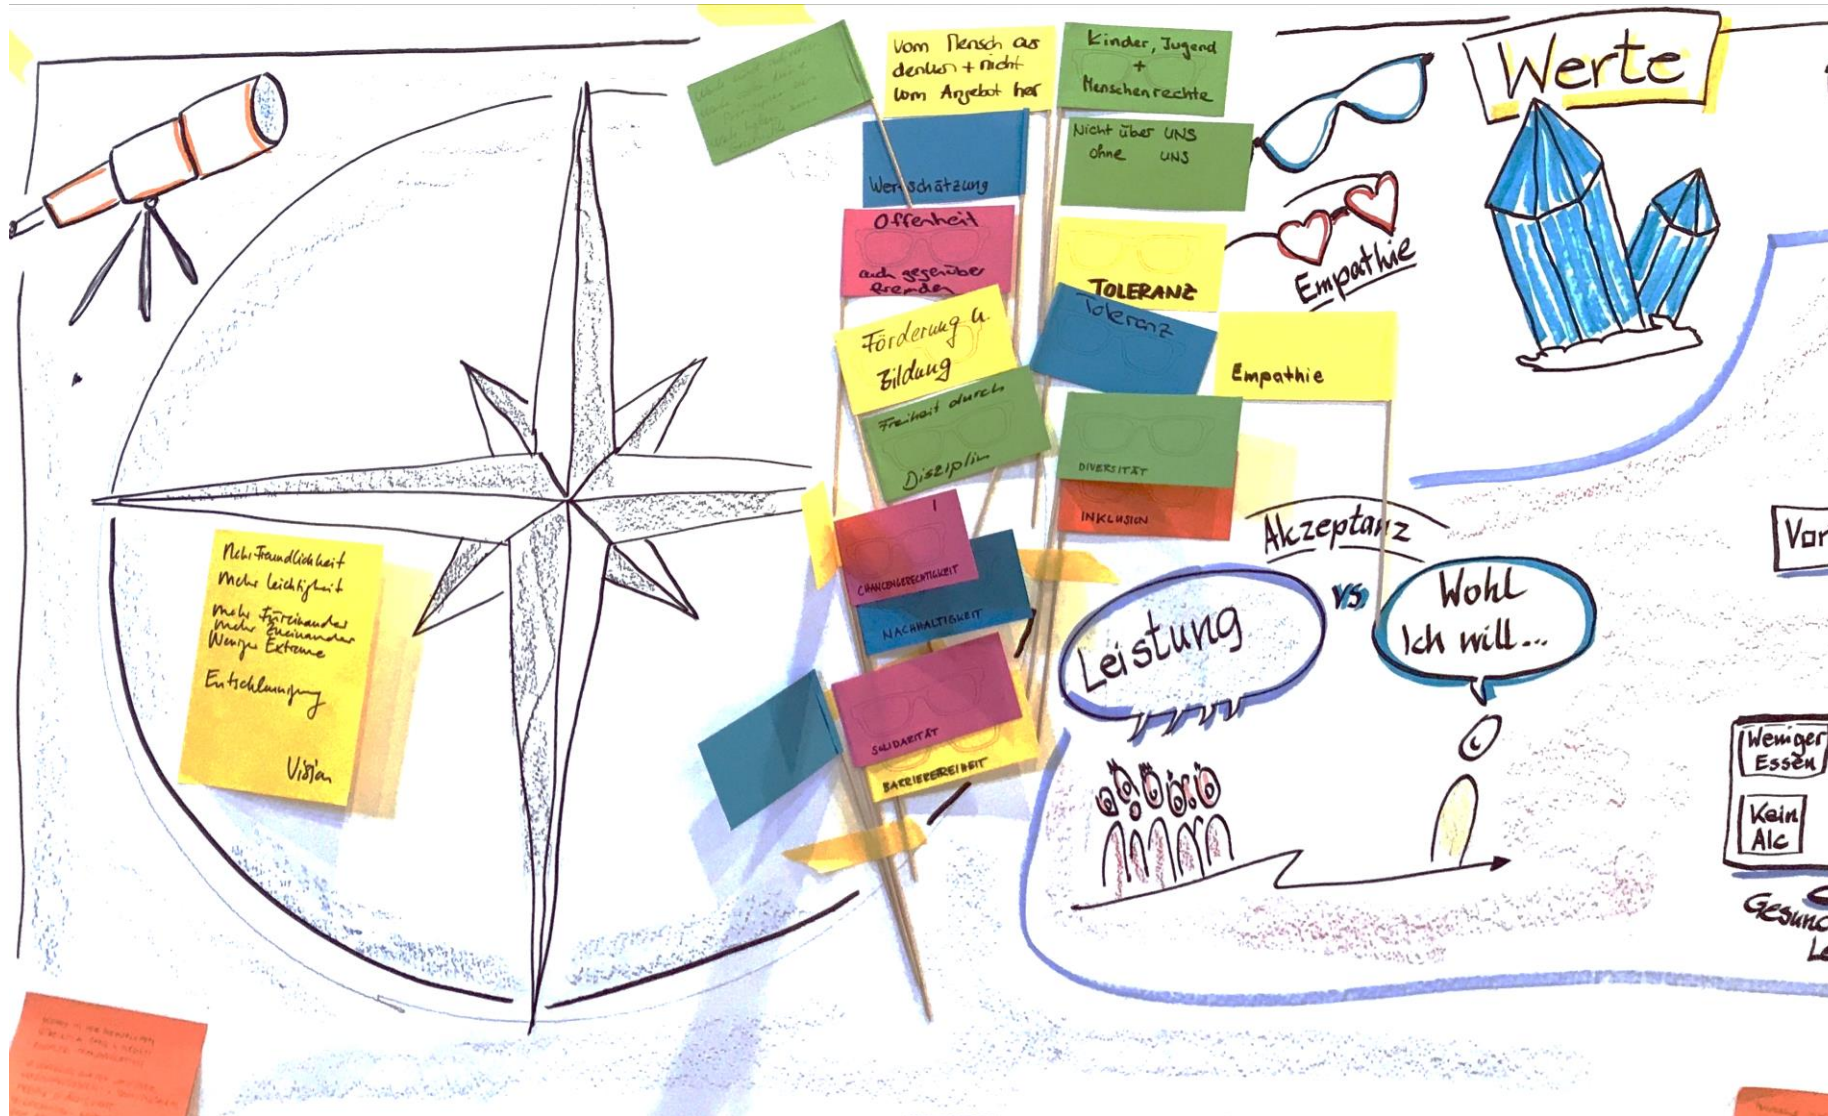 Vom Mensch aus
denken + nicht
vom Angebot her
Kinder, Jugend
+
Menschenrechte
Werte
Nicht über UNS
ohne UNS
Wertschätzung
Offenheit
auch gegenüber
Fremden
TOLERANZ
Empathie
Förderung u.
Bildung
Toleranz
Empathie
Freiheit durch
Disziplin
DIVERSITÄT
INKLUSION
CHANCENGERECHTIGKEIT
NACHHALTIGKEIT
SOLIDARITÄT
BARRIEREFREIHEIT
Mehr Freundlichkeit
Mehr Leichtigkeit
Mehr Füreinander
Mehr
Weniger Extreme
Vision
Akzeptanz
Leistung
VS
Wohl
Ich will...
Vor
Weniger
Essen
Kein
Alc
Gesund
Le